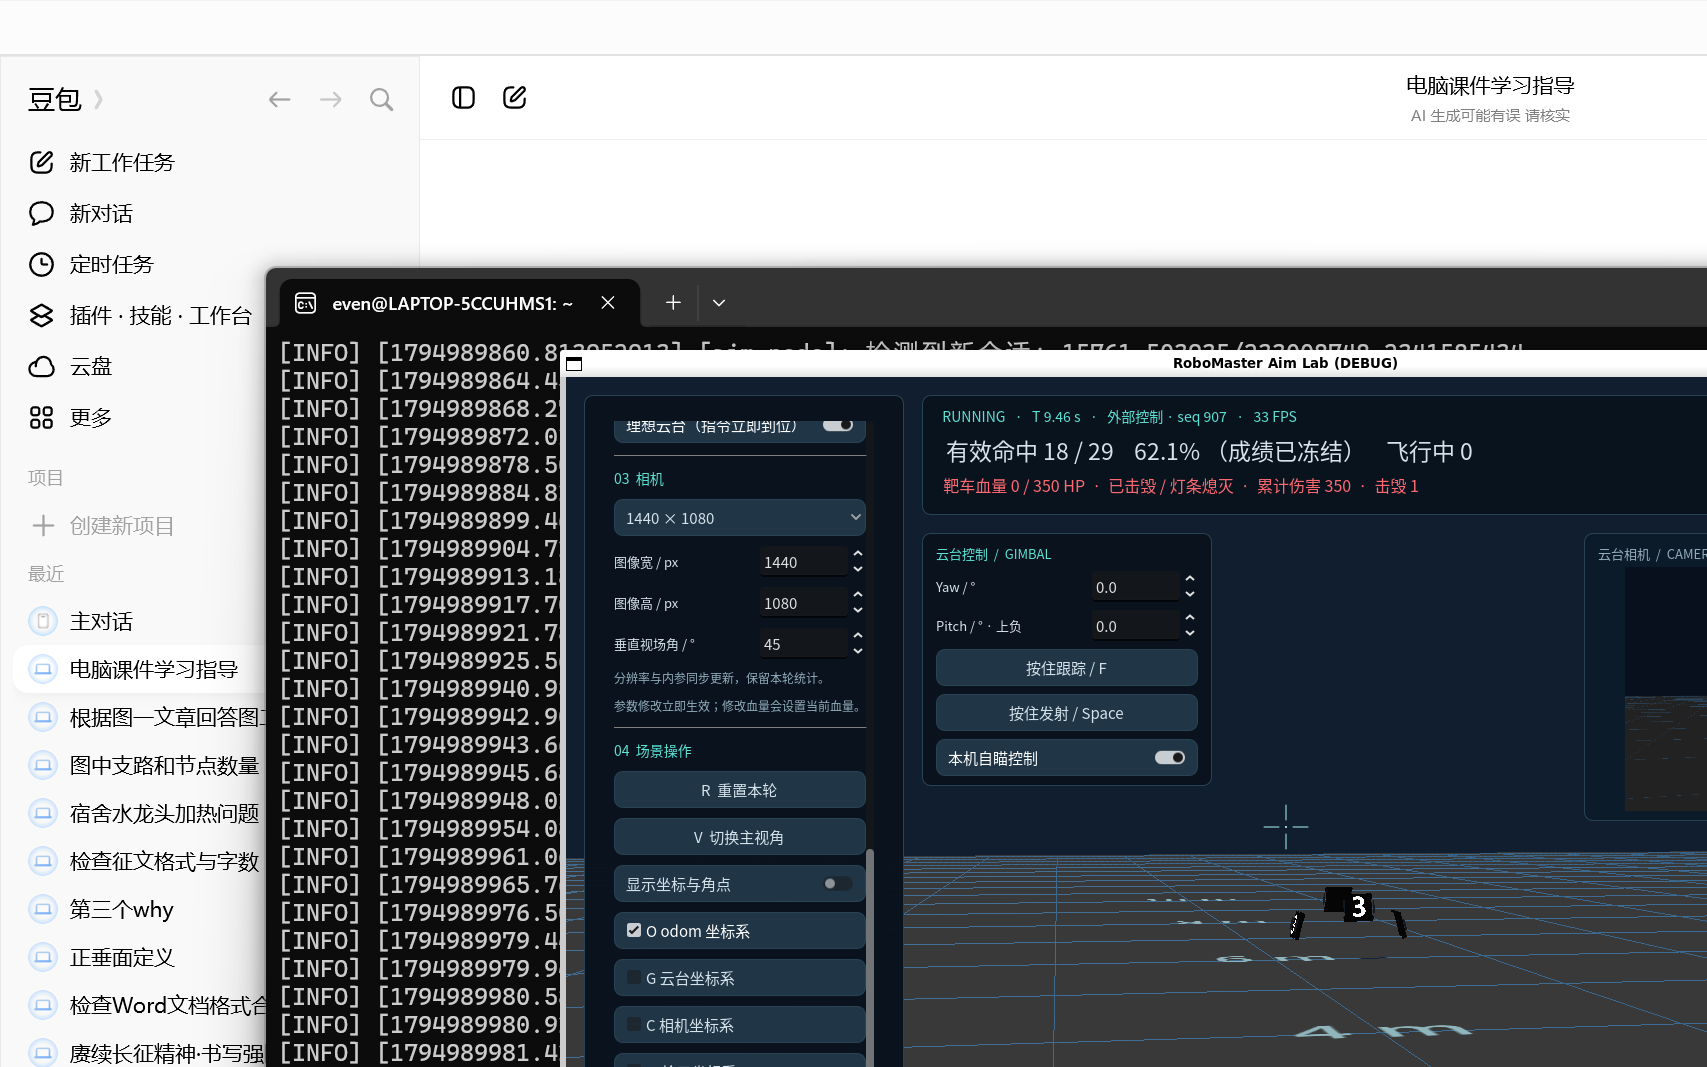 豆包
新工作任务
新对话
定时任务
插件 · 技能 · 工作台
云盘
更多
项目
创建新项目
最近
主对话
电脑课件学习指导
根据图一文章回答图
图中支路和节点数量
宿舍水龙头加热问题
检查征文格式与字数
第三个why
正垂面定义
检查Word文档格式合
赓续长征精神·书写强
电脑课件学习指导
AI 生成可能有误 请核实
even@LAPTOP-5CCUHMS1: ~
[INFO] [1794989860.8
[INFO] [1794989864.4
[INFO] [1794989868.2
[INFO] [1794989872.0
[INFO] [1794989878.5
[INFO] [1794989884.8
[INFO] [1794989899.4
[INFO] [1794989904.7
[INFO] [1794989913.1
[INFO] [1794989917.7
[INFO] [1794989921.7
[INFO] [1794989925.5
[INFO] [1794989940.9
[INFO] [1794989942.9
[INFO] [1794989943.6
[INFO] [1794989945.6
[INFO] [1794989948.0
[INFO] [1794989954.0
[INFO] [1794989961.0
[INFO] [1794989965.7
[INFO] [1794989976.5
[INFO] [1794989979.4
[INFO] [1794989979.9
[INFO] [1794989980.5
[INFO] [1794989980.9
[INFO] [1794989981.4
RoboMaster Aim Lab (DEBUG)
理想云台（指令立即到位）
03 相机
1440 × 1080
图像宽 / px 1440
图像高 / px 1080
垂直视场角 / ° 45
分辨率与内参同步更新，保留本轮统计。
参数修改立即生效；修改血量会设置当前血量。
04 场景操作
R 重置本轮
V 切换主视角
显示坐标与角点
O odom 坐标系
G 云台坐标系
C 相机坐标系
RUNNING · T 9.46 s · 外部控制 · seq 907 · 33 FPS
有效命中 18 / 29 62.1% （成绩已冻结） 飞行中 0
靶车血量 0 / 350 HP · 已击毁 / 灯条熄灭 · 累计伤害 350 · 击毁 1
云台控制 / GIMBAL
Yaw / ° 0.0
Pitch / ° · 上负 0.0
按住跟踪 / F
按住发射 / Space
本机自瞄控制
云台相机 / CAMER
3
6 m
4 m